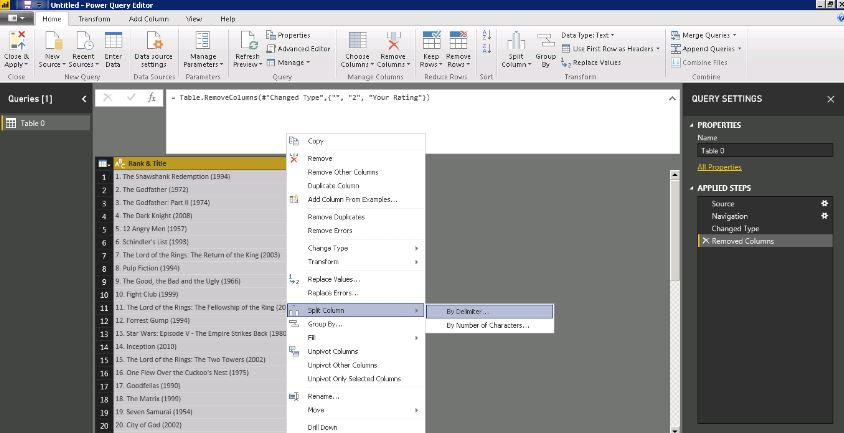 Untitled - Power Query Editor
Home Transform Add Column View Help
Close & Apply
New Source Recent Sources Enter Data
Data source settings
Manage Parameters
Refresh Preview
Properties
Advanced Editor
Manage
Choose Columns Remove Columns
Keep Rows Remove Rows
Split Column Group By
Data Type: Text
Use First Row as Headers
Replace Values
Merge Queries
Append Queries
Combine Files
Close New Query Data Sources Parameters Query Manage Columns Reduce Rows Sort Transform Combine
Queries [1]
Table 0
= Table.RemoveColumns(#"Changed Type",{"", "2", "Your Rating"})
Rank & Title
1 1. The Shawshank Redemption (1994)
2 2. The Godfather (1972)
3 3. The Godfather: Part II (1974)
4 4. The Dark Knight (2008)
5 5. 12 Angry Men (1957)
6 6. Schindler's List (1993)
7 7. The Lord of the Rings: The Return of the King (2003)
8 8. Pulp Fiction (1994)
9 9. The Good, the Bad and the Ugly (1966)
10 10. Fight Club (1999)
11 11. The Lord of the Rings: The Fellowship of the Ring (20
12 12. Forrest Gump (1994)
13 13. Star Wars: Episode V - The Empire Strikes Back (1980
14 14. Inception (2010)
15 15. The Lord of the Rings: The Two Towers (2002)
16 16. One Flew Over the Cuckoo's Nest (1975)
17 17. Goodfellas (1990)
18 18. The Matrix (1999)
19 19. Seven Samurai (1954)
20 20. City of God (2002)
Copy
Remove
Remove Other Columns
Duplicate Column
Add Column From Examples...
Remove Duplicates
Remove Errors
Change Type
Transform
Replace Values...
Replace Errors...
Split Column
Group By...
Fill
Unpivot Columns
Unpivot Other Columns
Unpivot Only Selected Columns
Rename...
Move
Drill Down
By Delimiter...
By Number of Characters...
QUERY SETTINGS
PROPERTIES
Name
Table 0
All Properties
APPLIED STEPS
Source
Navigation
Changed Type
Removed Columns